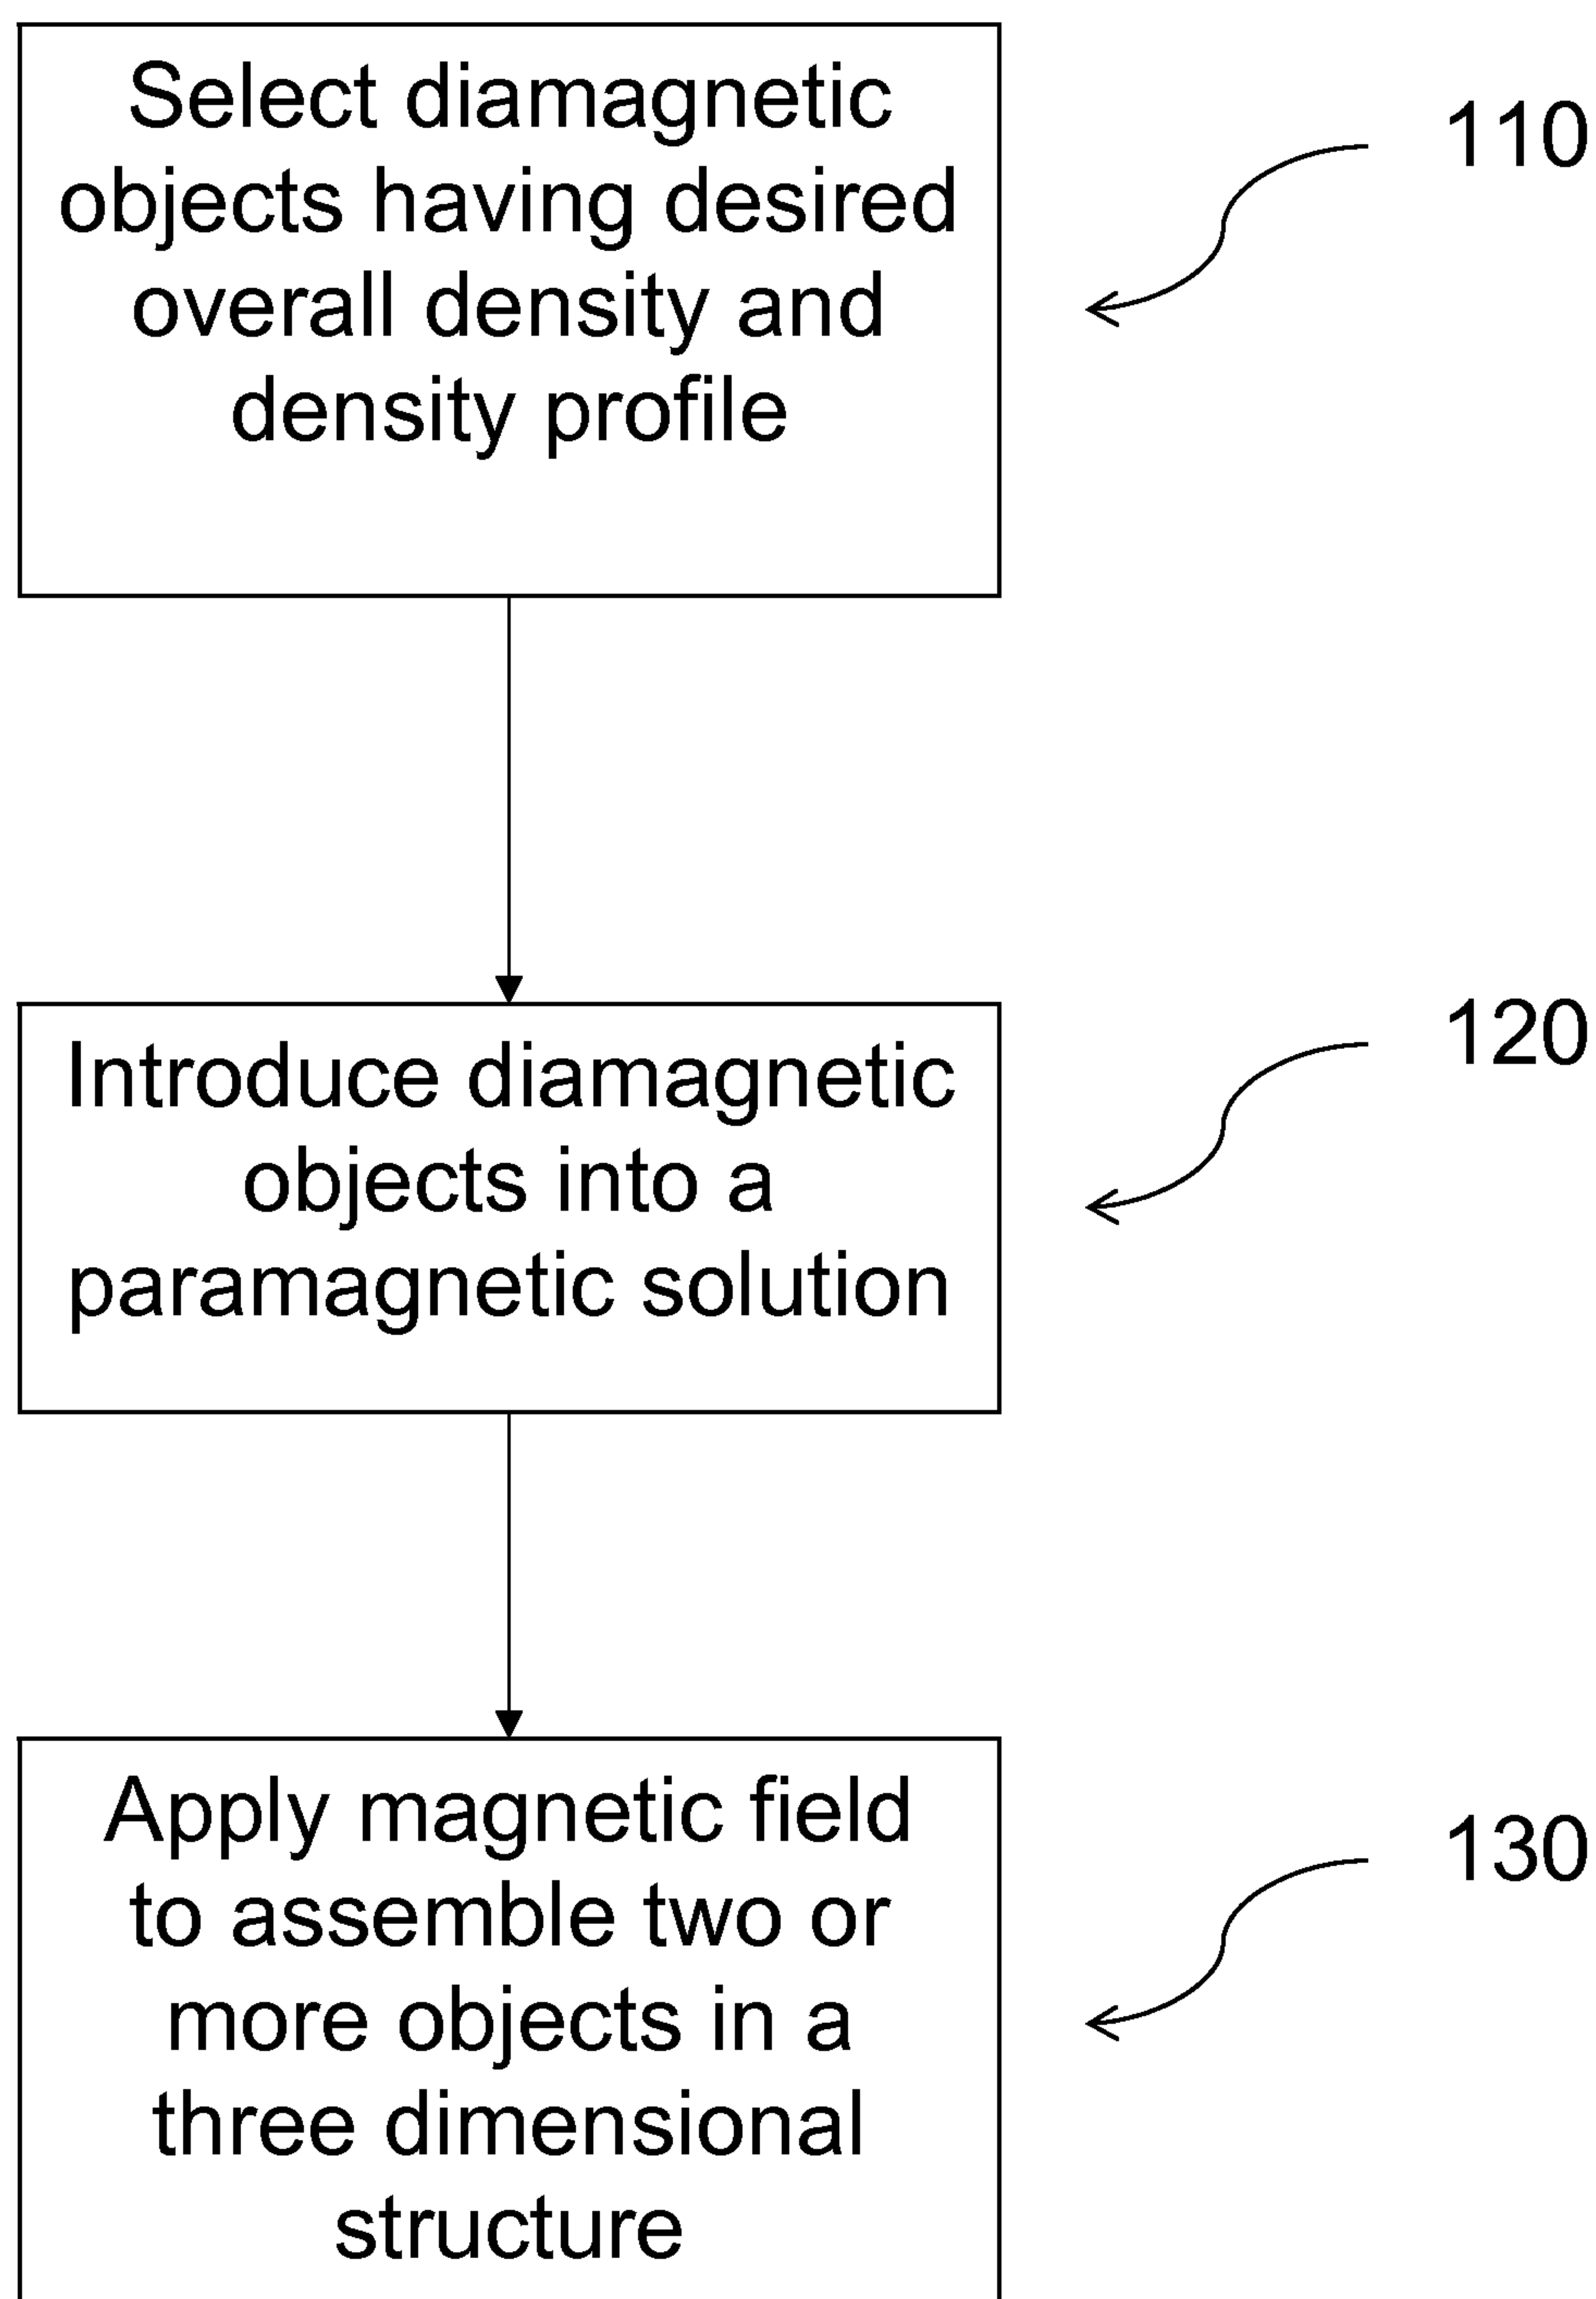 Select diamagnetic
objects having desired
overall density and
density profile
110
Introduce diamagnetic
objects into a
paramagnetic solution
120
Apply magnetic field
to assemble two or
more objects in a
three dimensional
structure
130